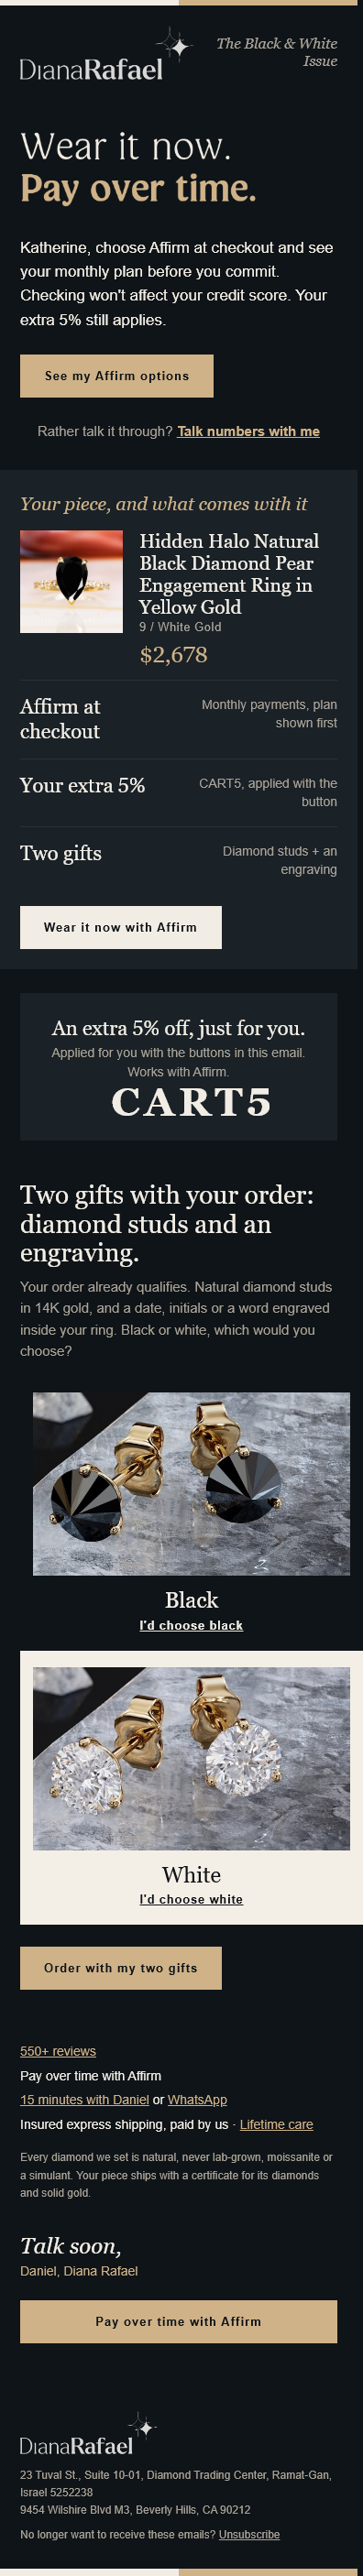 DianaRafael
The Black & White
Issue
Wear it now.
Pay over time.
Katherine, choose Affirm at checkout and see
your monthly plan before you commit.
Checking won't affect your credit score. Your
extra 5% still applies.
See my Affirm options
Rather talk it through? Talk numbers with me
Your piece, and what comes with it
Hidden Halo Natural
Black Diamond Pear
Engagement Ring in
Yellow Gold
9 / White Gold
$2,678
Affirm at
checkout
Monthly payments, plan
shown first
Your extra 5%
CART5, applied with the
button
Two gifts
Diamond studs + an
engraving
Wear it now with Affirm
An extra 5% off, just for you.
Applied for you with the buttons in this email.
Works with Affirm.
CART5
Two gifts with your order:
diamond studs and an
engraving.
Your order already qualifies. Natural diamond studs
in 14K gold, and a date, initials or a word engraved
inside your ring. Black or white, which would you
choose?
Black
I'd choose black
White
I'd choose white
Order with my two gifts
550+ reviews
Pay over time with Affirm
15 minutes with Daniel or WhatsApp
Insured express shipping, paid by us · Lifetime care
Every diamond we set is natural, never lab-grown, moissanite or
a simulant. Your piece ships with a certificate for its diamonds
and solid gold.
Talk soon,
Daniel, Diana Rafael
Pay over time with Affirm
DianaRafael
23 Tuval St., Suite 10-01, Diamond Trading Center, Ramat-Gan,
Israel 5252238
9454 Wilshire Blvd M3, Beverly Hills, CA 90212
No longer want to receive these emails? Unsubscribe